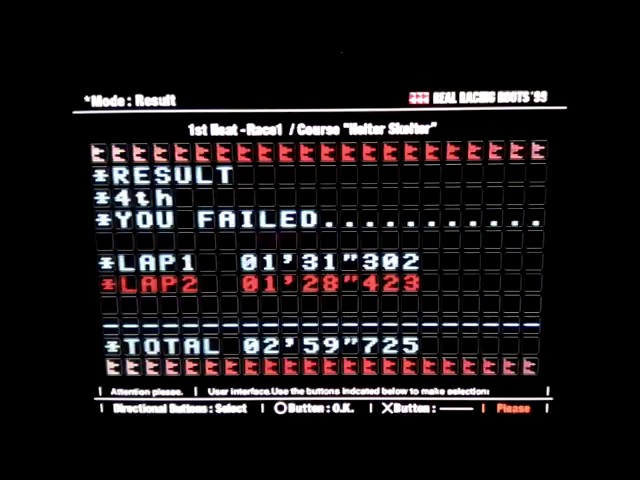 *Mode : Result
REAL RACING ROOTS '99
1st Heat -Race1 / Course "Helter Skelter"
*RESULT
*4th
*YOU FAILED...........
*LAP1 01'31"302
*LAP2 01'28"423
*TOTAL 02'59"725
| Attention please. | User interface.Use the buttons indicated below to make selection: |
| Directional Buttons : Select | ○Button : O.K. | ×Button : —— | Please |